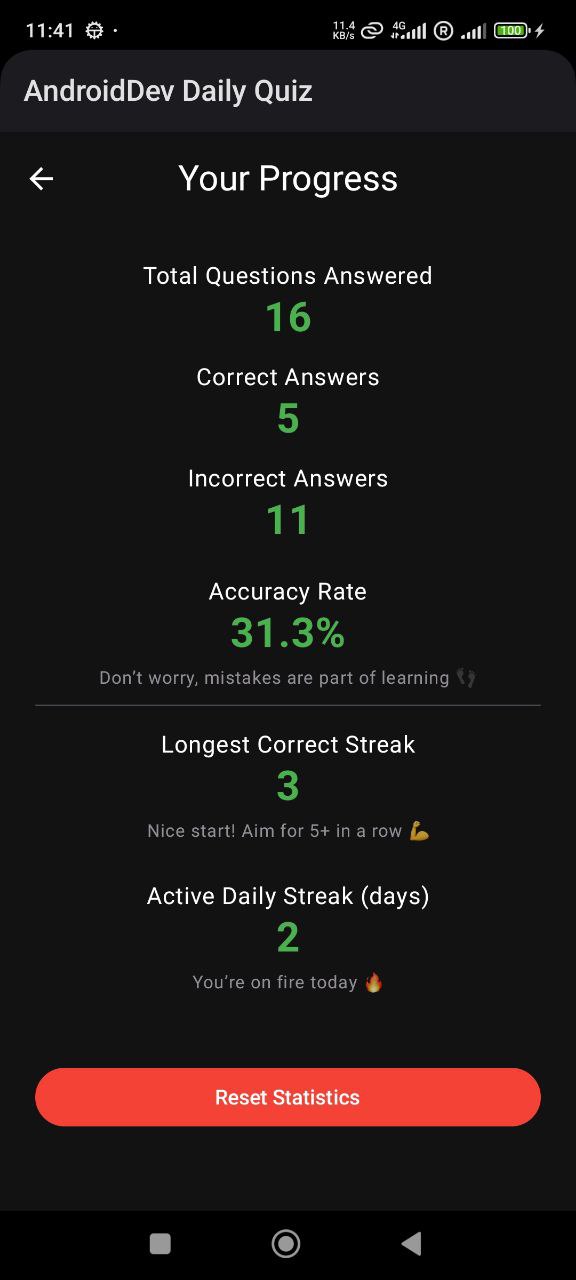 11:41
11.4
KB/s
4G
R
100
AndroidDev Daily Quiz
Your Progress
Total Questions Answered
16
Correct Answers
5
Incorrect Answers
11
Accuracy Rate
31.3%
Don’t worry, mistakes are part of learning 👣
Longest Correct Streak
3
Nice start! Aim for 5+ in a row 💪
Active Daily Streak (days)
2
You’re on fire today 🔥
Reset Statistics